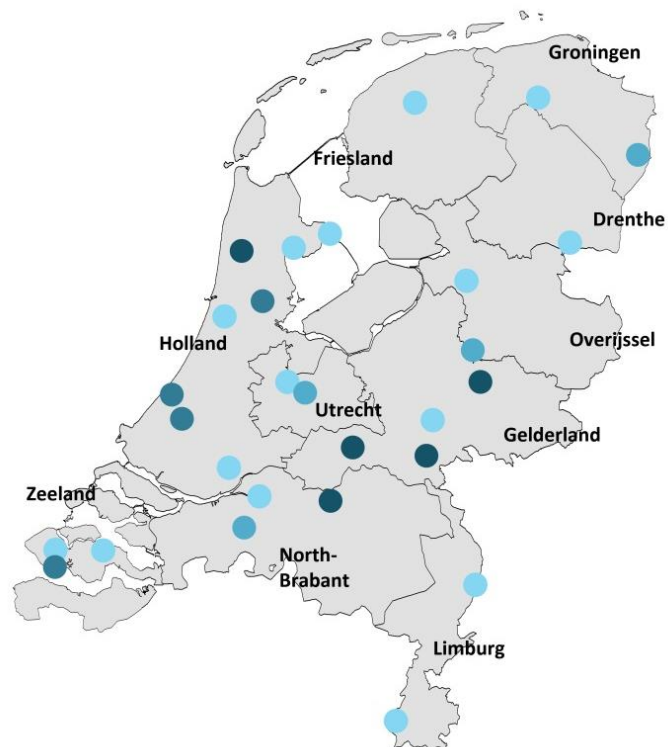 Groningen
Friesland
Drenthe
Holland
Overijssel
Utrecht
Gelderland
Zeeland
North-
Brabant
Limburg